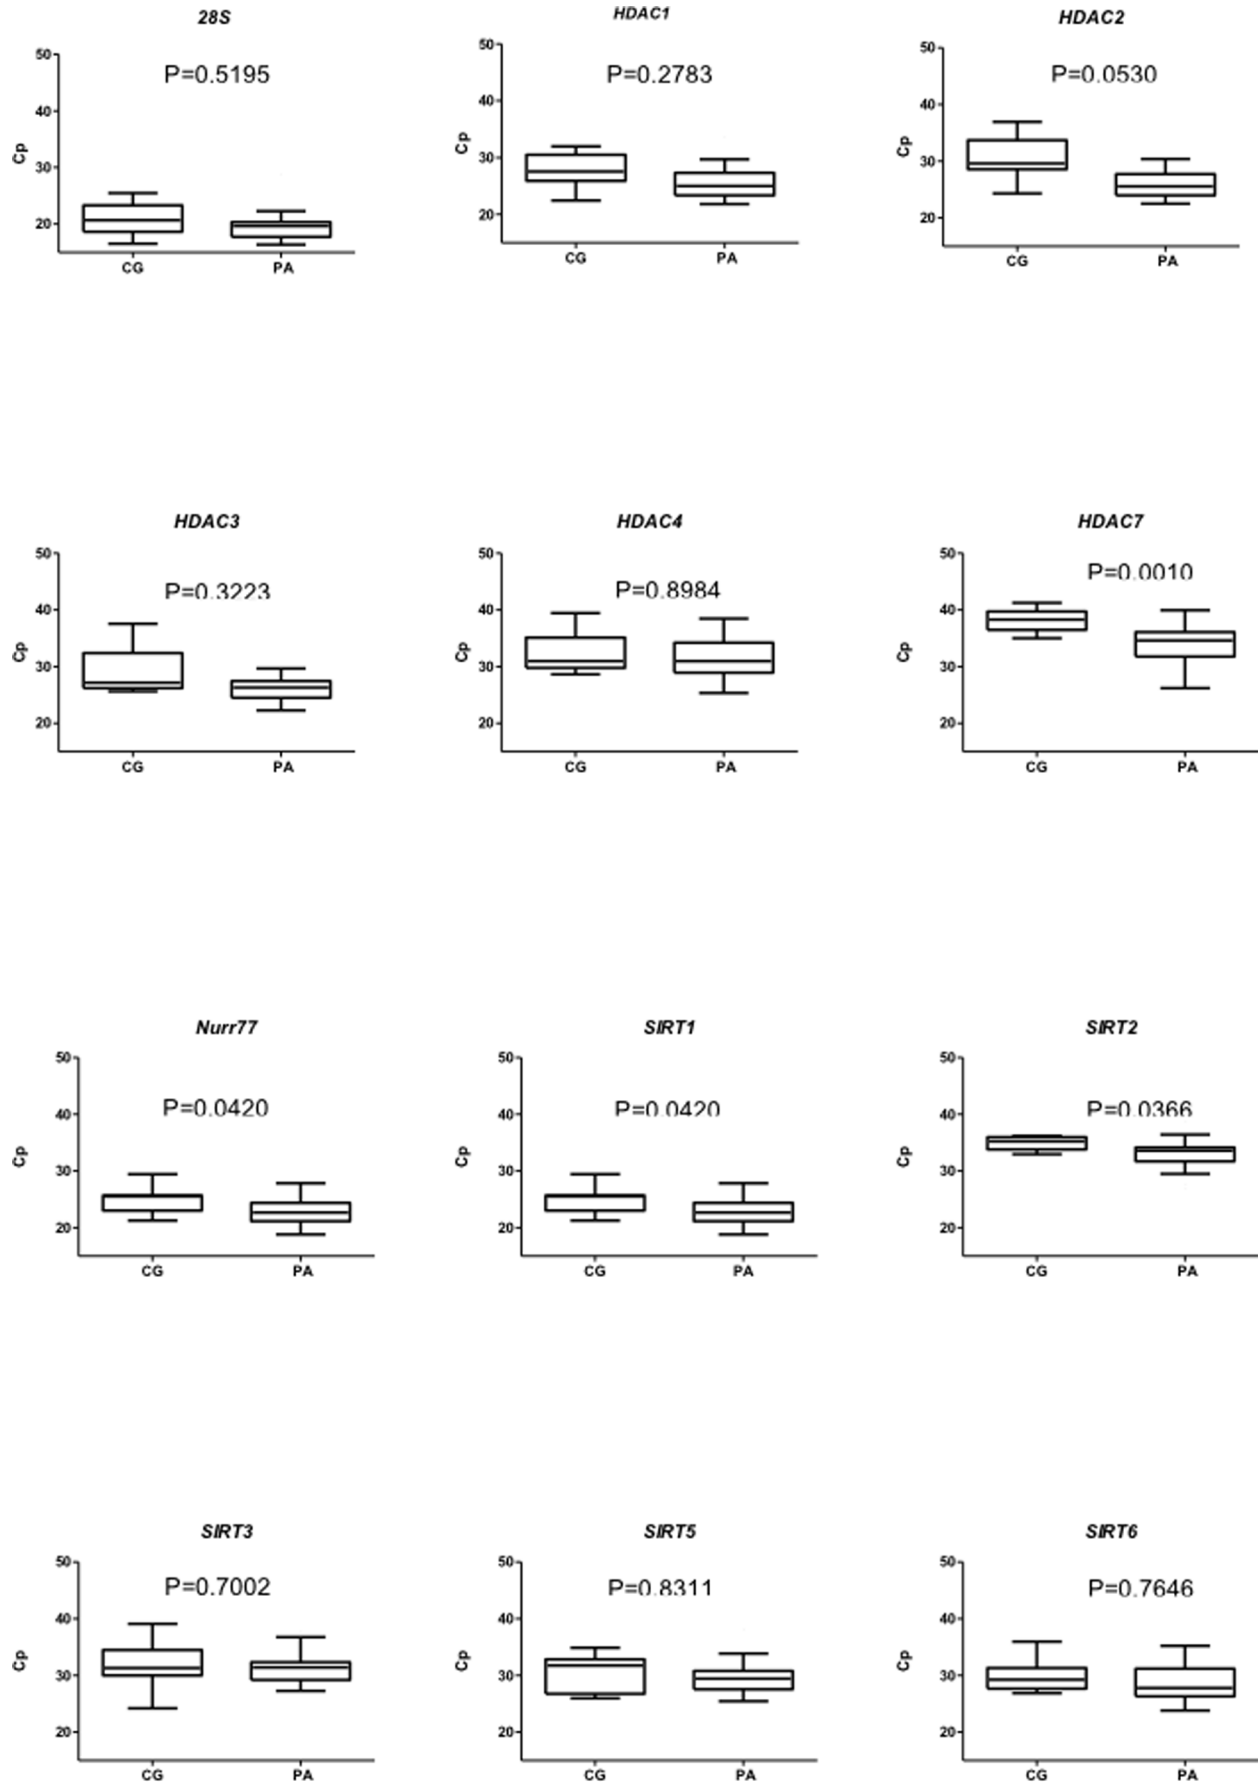 28S
HDAC1
HDAC2
50
40
30
20
Cp
P=0.5195
CG
PA
50
40
30
20
Cp
P=0.2783
CG
PA
50
40
30
20
Cp
P=0.0530
CG
PA
HDAC3
HDAC4
HDAC7
50
40
30
20
Cp
P=0.3223
CG
PA
50
40
30
20
Cp
P=0.8984
CG
PA
50
40
30
20
Cp
P=0.0010
CG
PA
Nurr77
SIRT1
SIRT2
50
40
30
20
Cp
P=0.0420
CG
PA
50
40
30
20
Cp
P=0.0420
CG
PA
50
40
30
20
Cp
P=0.0366
CG
PA
SIRT3
SIRT5
SIRT6
50
40
30
20
Cp
P=0.7002
CG
PA
50
40
30
20
Cp
P=0.8311
CG
PA
50
40
30
20
Cp
P=0.7646
CG
PA